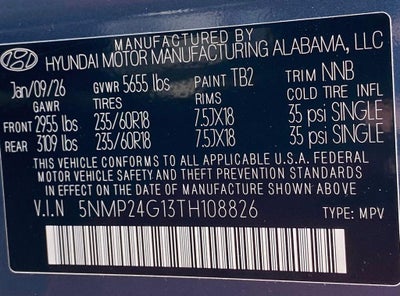 MANUFACTURED BY
HYUNDAI MOTOR MANUFACTURING ALABAMA, LLC
Jan/09/26 GVWR 5655 lbs PAINT TB2 TRIM NNB
GAWR TIRES RIMS COLD TIRE INFL
FRONT 2955 lbs 235/60R18 7.5JX18 35 psi SINGLE
REAR 3109 lbs 235/60R18 7.5JX18 35 psi SINGLE
THIS VEHICLE CONFORMS TO ALL APPLICABLE U.S.A. FEDERAL
MOTOR VEHICLE SAFETY AND THEFT PREVENTION STANDARDS
IN EFFECT ON THE DATE OF MANUFACTURE SHOWN ABOVE.
V.I.N 5NMP24G13TH108826 TYPE: MPV